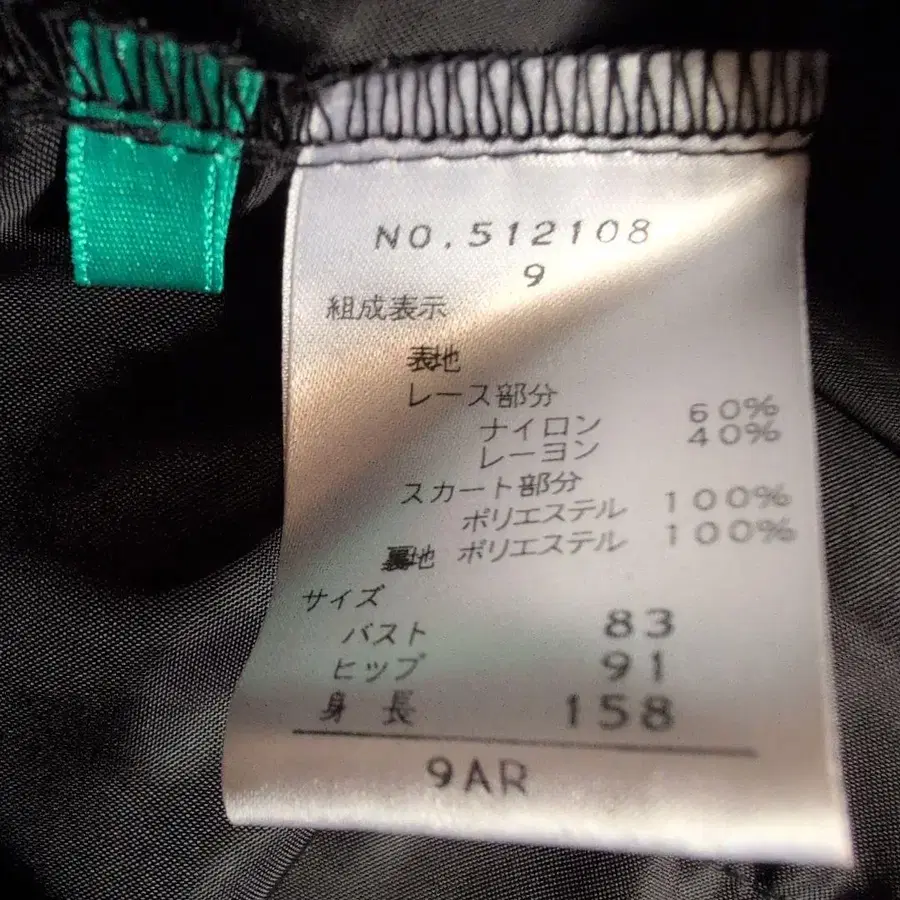 NO.512108
9
組成表示
表地
レース部分
ナイロン 60%
レーヨン 40%
スカート部分
ポリエステル 100%
裏地 ポリエステル 100%
サイズ
バスト 83
ヒップ 91
身長 158
9AR